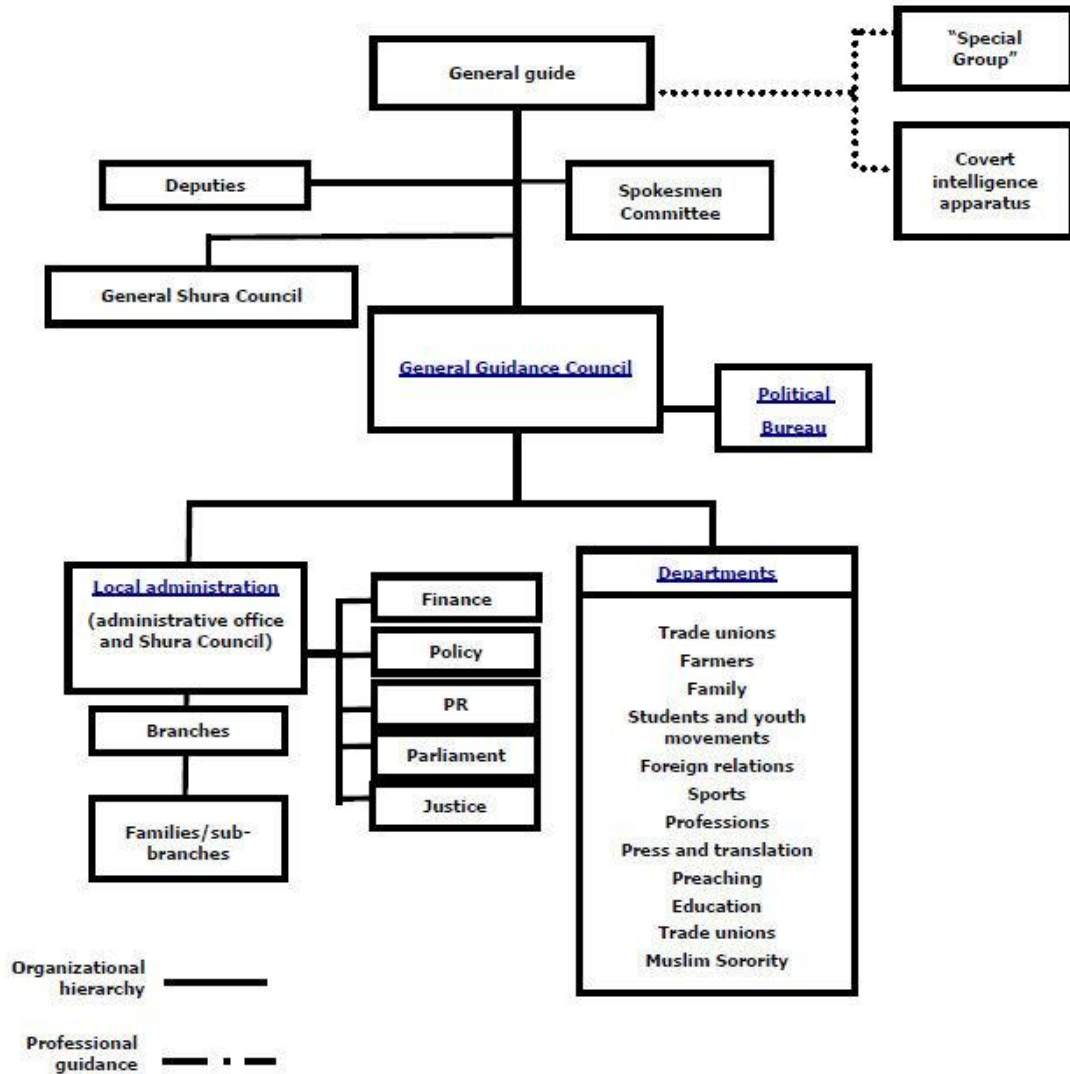 General guide
“Special
Group”
Covert
intelligence
apparatus
Deputies
Spokesmen
Committee
General Shura Council
General Guidance Council
Political
Bureau
Local administration
(administrative office
and Shura Council)
Branches
Families/sub-
branches
Finance
Policy
PR
Parliament
Justice
Departments
Trade unions
Farmers
Family
Students and youth
movements
Foreign relations
Sports
Professions
Press and translation
Preaching
Education
Trade unions
Muslim Sorority
Organizational
hierarchy
Professional
guidance